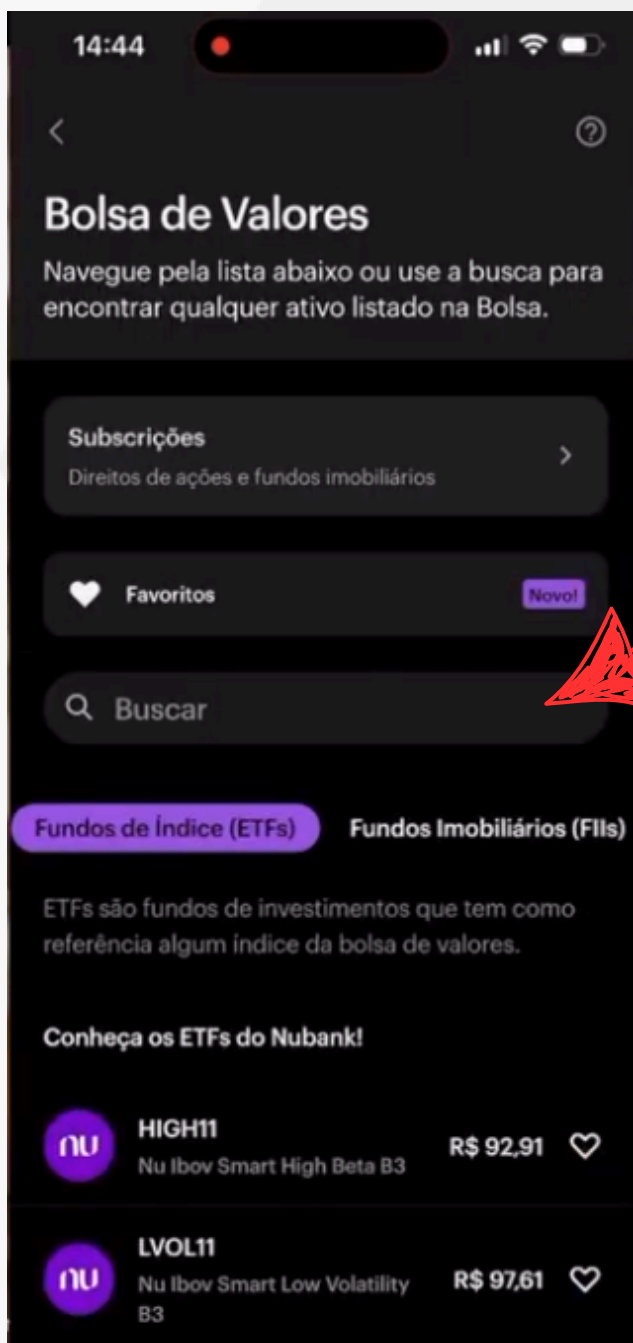 14:44
Bolsa de Valores
Navegue pela lista abaixo ou use a busca para
encontrar qualquer ativo listado na Bolsa.
Subscrições
Direitos de ações e fundos imobiliários
Favoritos
Novo!
Buscar
Fundos de Índice (ETFs)
Fundos Imobiliários (FIIs)
ETFs são fundos de investimentos que tem como
referência algum índice da bolsa de valores.
Conheça os ETFs do Nubank!
nu
HIGH11
R$ 92,91
Nu Ibov Smart High Beta B3
nu
LVOL11
R$ 97,61
Nu Ibov Smart Low Volatility
B3